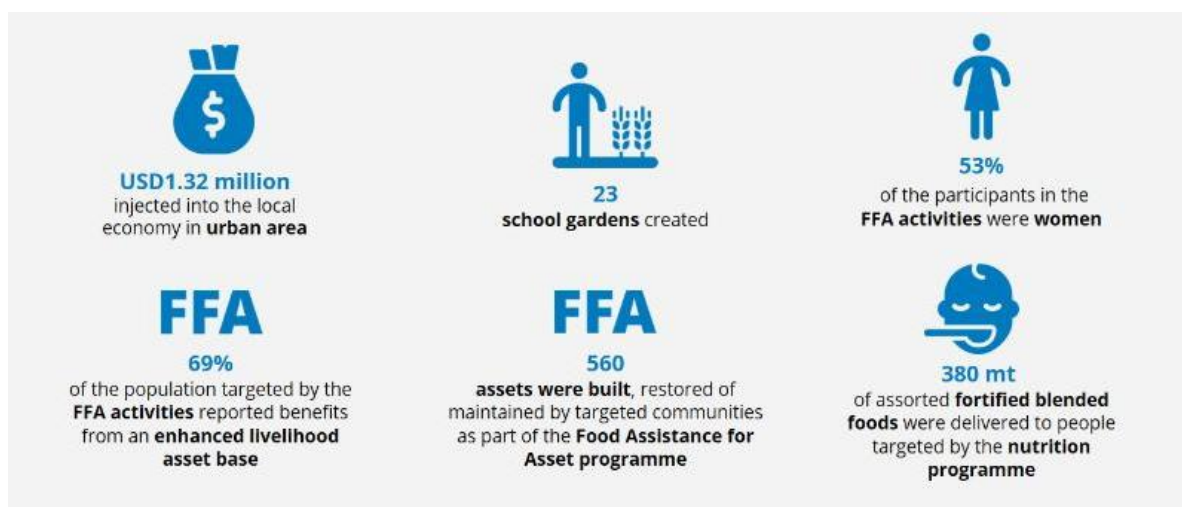 $
USD1.32 million
injected into the local
economy in urban area
23
school gardens created
53%
of the participants in the
FFA activities were women
FFA
69%
of the population targeted by the
FFA activities reported benefits
from an enhanced livelihood
asset base
FFA
560
assets were built, restored of
maintained by targeted communities
as part of the Food Assistance for
Asset programme
380 mt
of assorted fortified blended
foods were delivered to people
targeted by the nutrition
programme